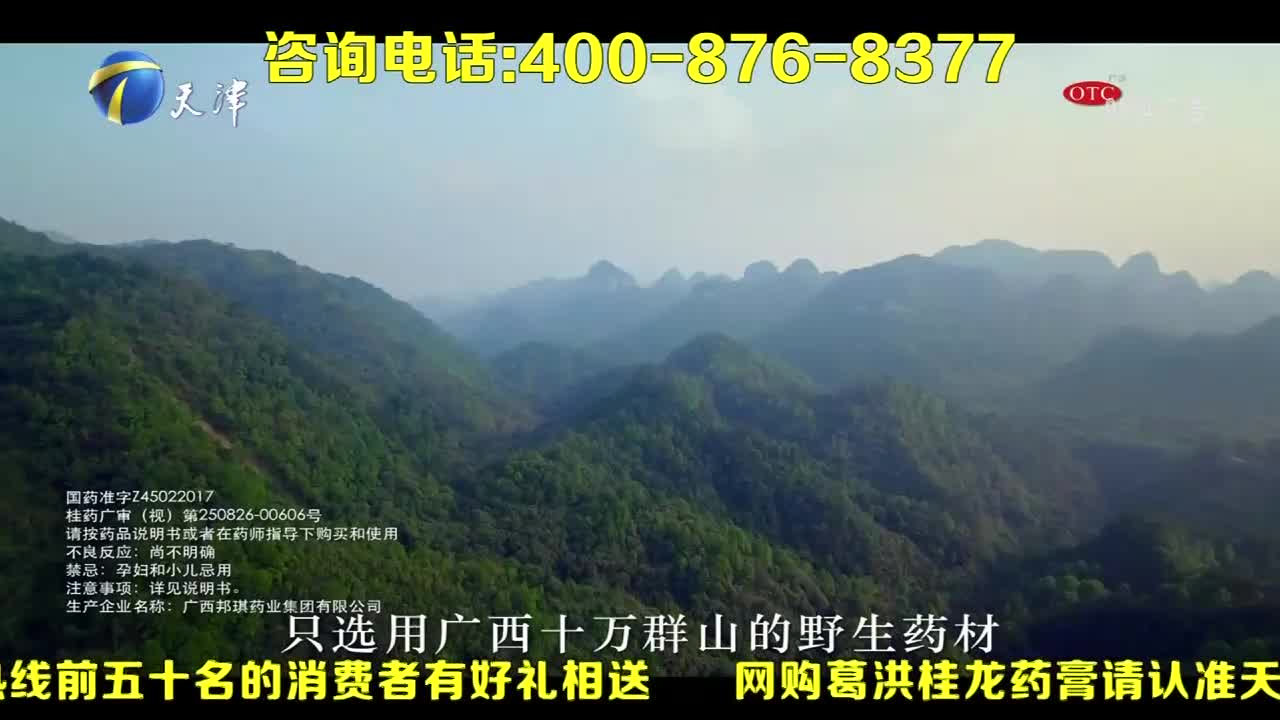 咨询电话:400-876-8377
天津
OTC
国药准字Z45022017
桂药广审（视）第250826-00606号
请按药品说明书或者在药师指导下购买和使用
不良反应：尚不明确
禁忌：孕妇和小儿忌用
注意事项：详见说明书。
生产企业名称：广西邦琪药业集团有限公司
只选用广西十万群山的野生药材
线前五十名的消费者有好礼相送 网购葛洪桂龙药膏请认准天